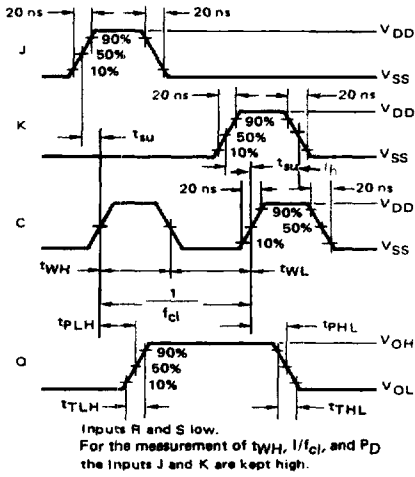 20 ns 20 ns
VDD
J
90%
50%
10%
VSS
20 ns 20 ns
VDD
K
90%
50%
10%
tsu
tsu
th
VSS
20 ns 20 ns
VDD
C
90%
50%
10%
VSS
tWH
tWL
1
fcl
tPLH
tPHL
VOH
Q
90%
50%
10%
VOL
tTLH
tTHL
Inputs R and S low.
For the measurement of tWH, I/fcl, and PD
the Inputs J and K are kept high.